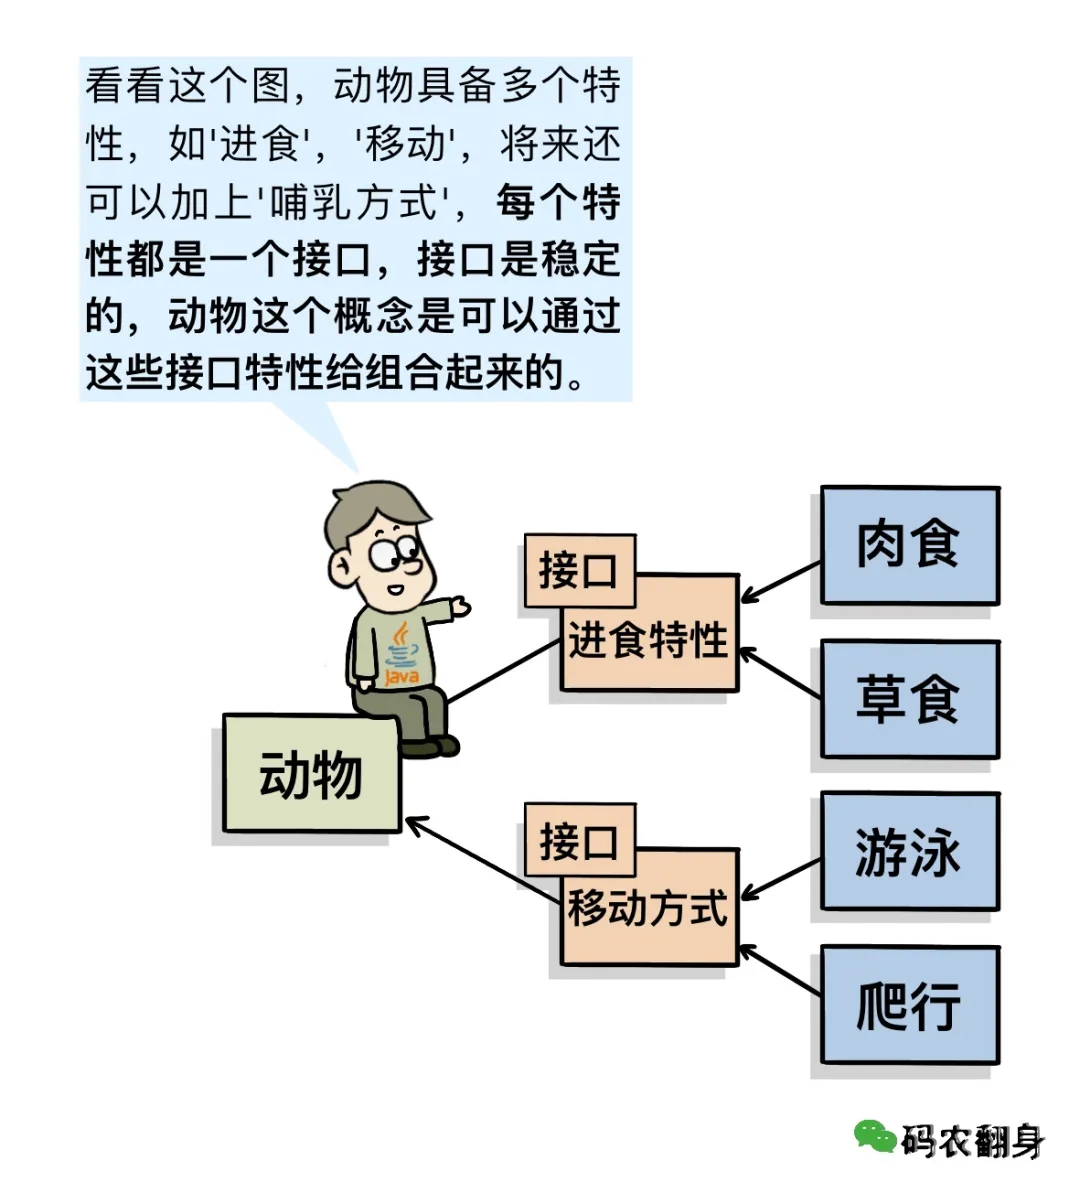 看看这个图，动物具备多个特
性，如'进食'，'移动'，将来还
可以加上'哺乳方式'，每个特
性都是一个接口，接口是稳定
的，动物这个概念是可以通过
这些接口特性给组合起来的。
java
接口
进食特性
肉食
草食
动物
接口
移动方式
游泳
爬行
码农翻身